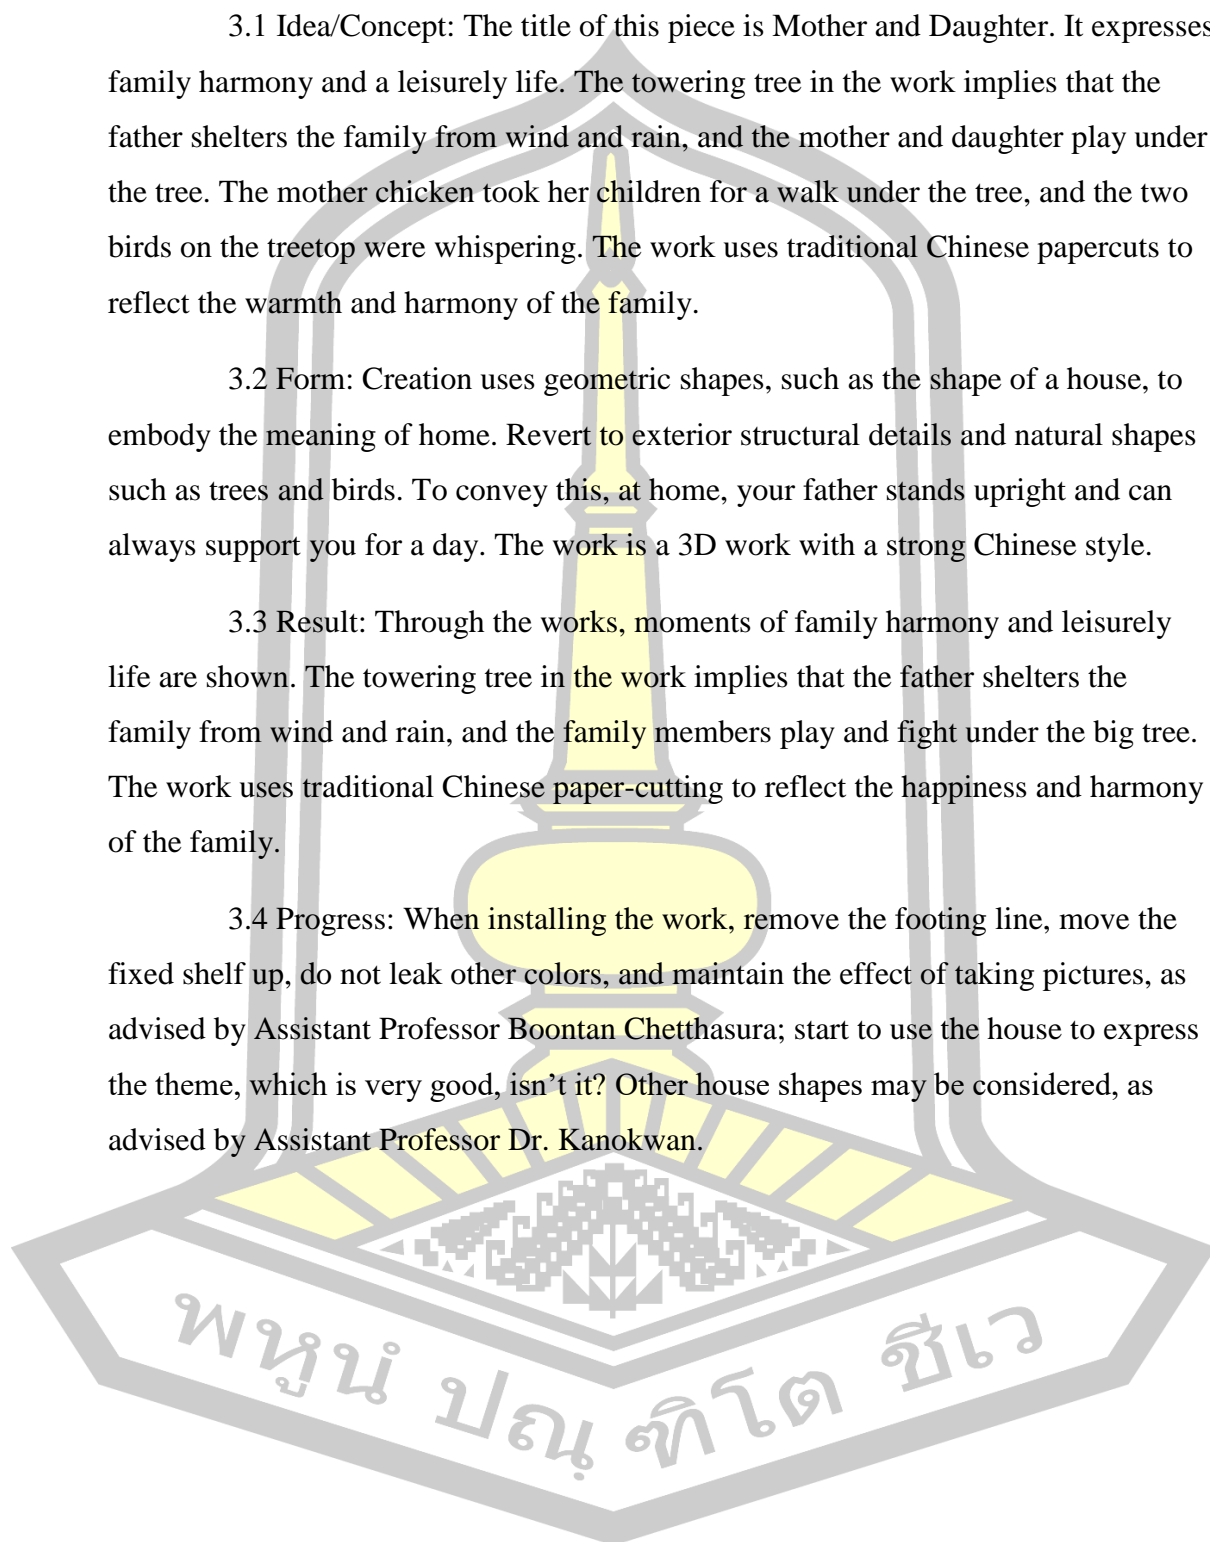 3.1 Idea/Concept: The title of this piece is Mother and Daughter. It expresses
family harmony and a leisurely life. The towering tree in the work implies that the
father shelters the family from wind and rain, and the mother and daughter play under
the tree. The mother chicken took her children for a walk under the tree, and the two
birds on the treetop were whispering. The work uses traditional Chinese papercuts to
reflect the warmth and harmony of the family.
3.2 Form: Creation uses geometric shapes, such as the shape of a house, to
embody the meaning of home. Revert to exterior structural details and natural shapes
such as trees and birds. To convey this, at home, your father stands upright and can
always support you for a day. The work is a 3D work with a strong Chinese style.
3.3 Result: Through the works, moments of family harmony and leisurely
life are shown. The towering tree in the work implies that the father shelters the
family from wind and rain, and the family members play and fight under the big tree.
The work uses traditional Chinese paper-cutting to reflect the happiness and harmony
of the family.
3.4 Progress: When installing the work, remove the footing line, move the
fixed shelf up, do not leak other colors, and maintain the effect of taking pictures, as
advised by Assistant Professor Boontan Chetthasura; start to use the house to express
the theme, which is very good, isn’t it? Other house shapes may be considered, as
advised by Assistant Professor Dr. Kanokwan.
พหูนํ ปณฺฑิโต ชีเว